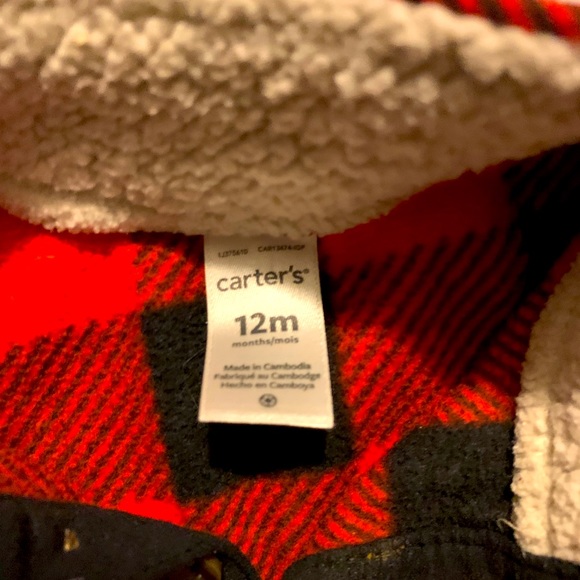 carter's®
12m
months/mois
Made in Cambodia
Fabriqué au Cambodge
Hecho en Camboya